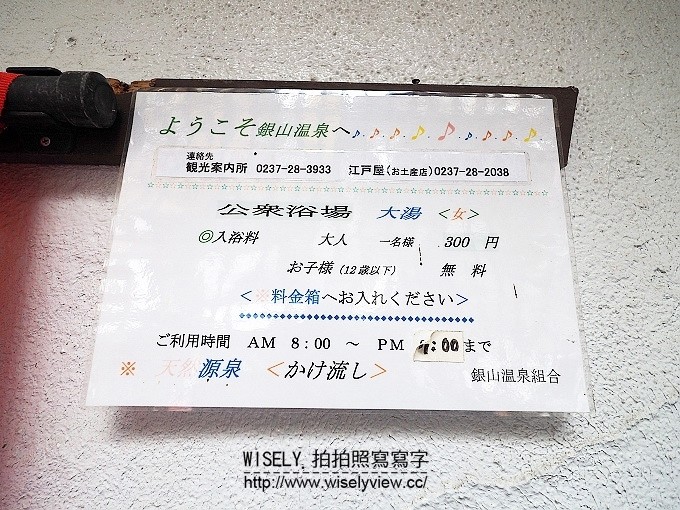 ようこそ銀山温泉へ♪♪♪♪♪♪♪♪♪
連絡先
観光案内所 0237-28-3933 江戸屋(お土産店)0237-28-2038
公衆浴場 大湯 <女>
◎入浴料 大人 一名様 300 円
お子様(12歳以下) 無料
<※料金箱へお入れください>
ご利用時間 AM 8:00 ~ PM :00まで
※ 天然源泉 <かけ流し>
銀山温泉組合
WISELY 拍拍照寫寫字
http://www.wiselyview.cc/